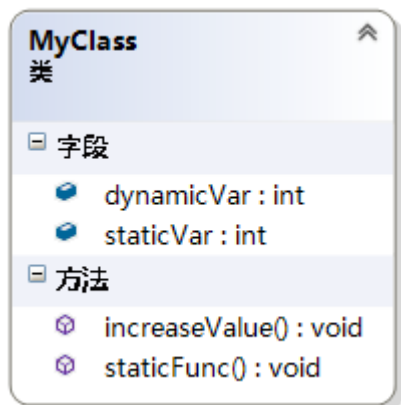 MyClass
类
字段
dynamicVar : int
staticVar : int
方法
increaseValue() : void
staticFunc() : void